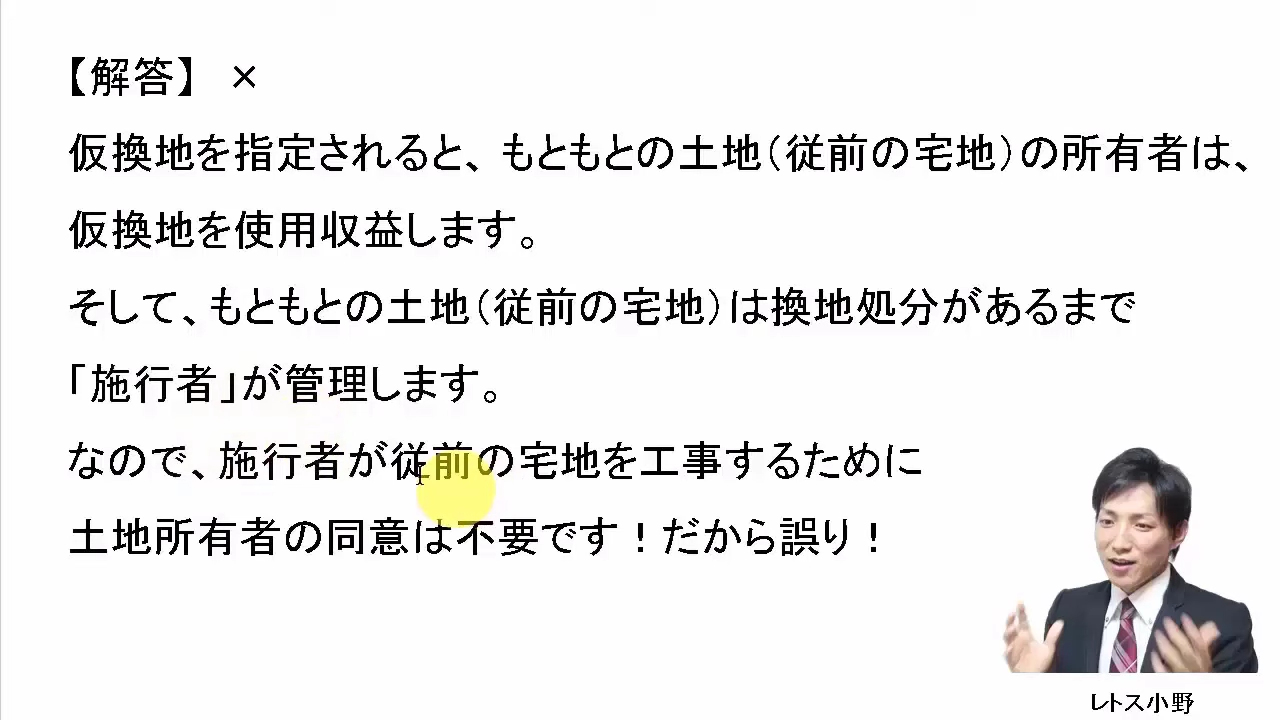 【解答】 ×
仮換地を指定されると、もともとの土地(従前の宅地)の所有者は、
仮換地を使用収益します。
そして、もともとの土地(従前の宅地)は換地処分があるまで
「施行者」が管理します。
なので、施行者が従前の宅地を工事するために
土地所有者の同意は不要です！だから誤り！
レトス小野